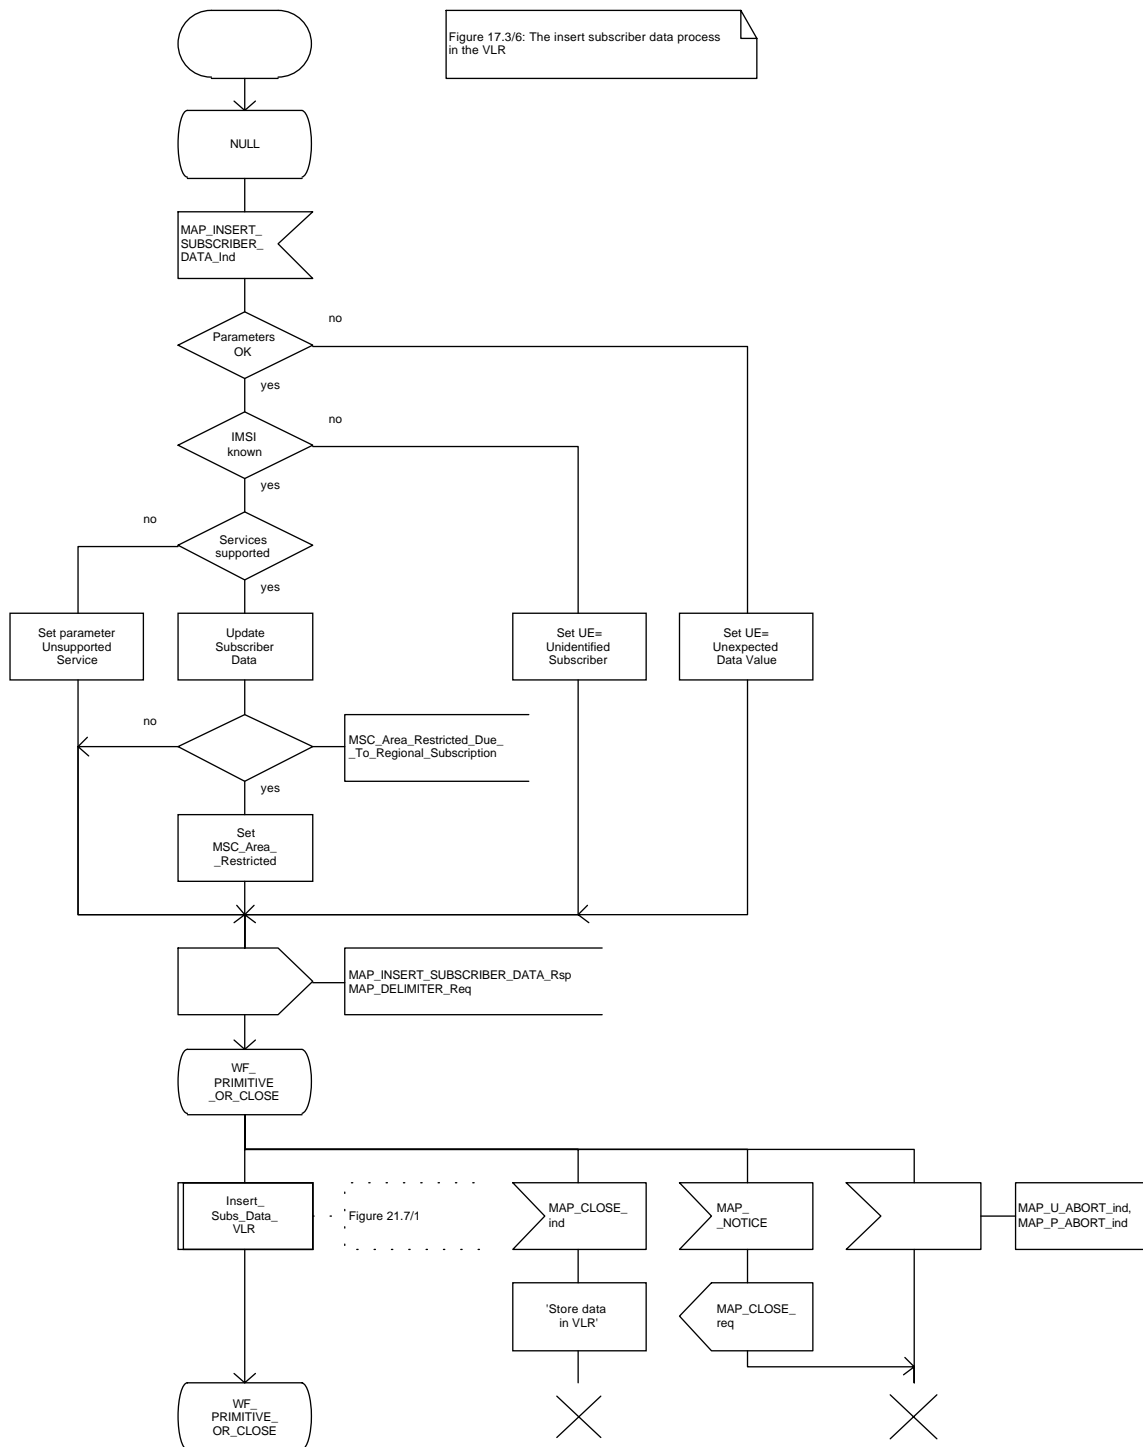 Figure 17.3/6: The insert subscriber data process
in the VLR
NULL
MAP_INSERT_
SUBSCRIBER_
DATA_Ind
Parameters
OK
no
yes
IMSI
known
no
yes
Services
supported
no
yes
Set parameter
Unsupported
Service
Update
Subscriber
Data
Set UE=
Unidentified
Subscriber
Set UE=
Unexpected
Data Value
no
MSC_Area_Restricted_Due_
_To_Regional_Subscription
yes
Set
MSC_Area_
_Restricted
MAP_INSERT_SUBSCRIBER_DATA_Rsp
MAP_DELIMITER_Req
WF_
PRIMITIVE
_OR_CLOSE
Insert_
Subs_Data_
VLR
Figure 21.7/1
MAP_CLOSE_
ind
MAP_
_NOTICE
MAP_U_ABORT_ind,
MAP_P_ABORT_ind
'Store data
in VLR'
MAP_CLOSE_
req
WF_
PRIMITIVE_
OR_CLOSE